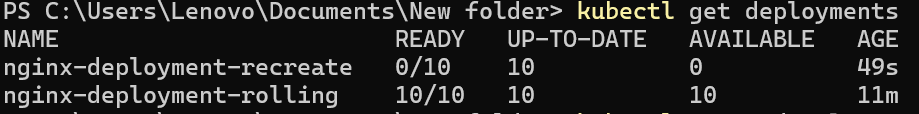 PS C:\Users\Lenovo\Documents\New folder> kubectl get deployments
NAME READY UP-TO-DATE AVAILABLE AGE
nginx-deployment-recreate 0/10 10 0 49s
nginx-deployment-rolling 10/10 10 10 11m